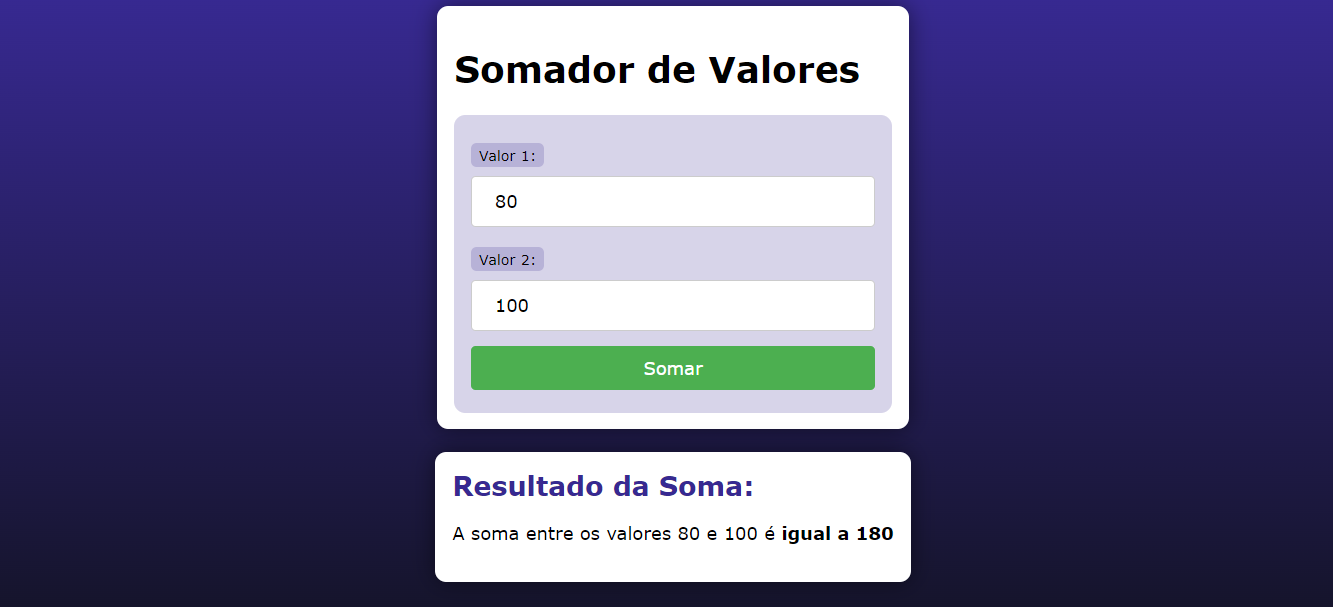 Somador de Valores
Valor 1:
80
Valor 2:
100
Somar
Resultado da Soma:
A soma entre os valores 80 e 100 é igual a 180